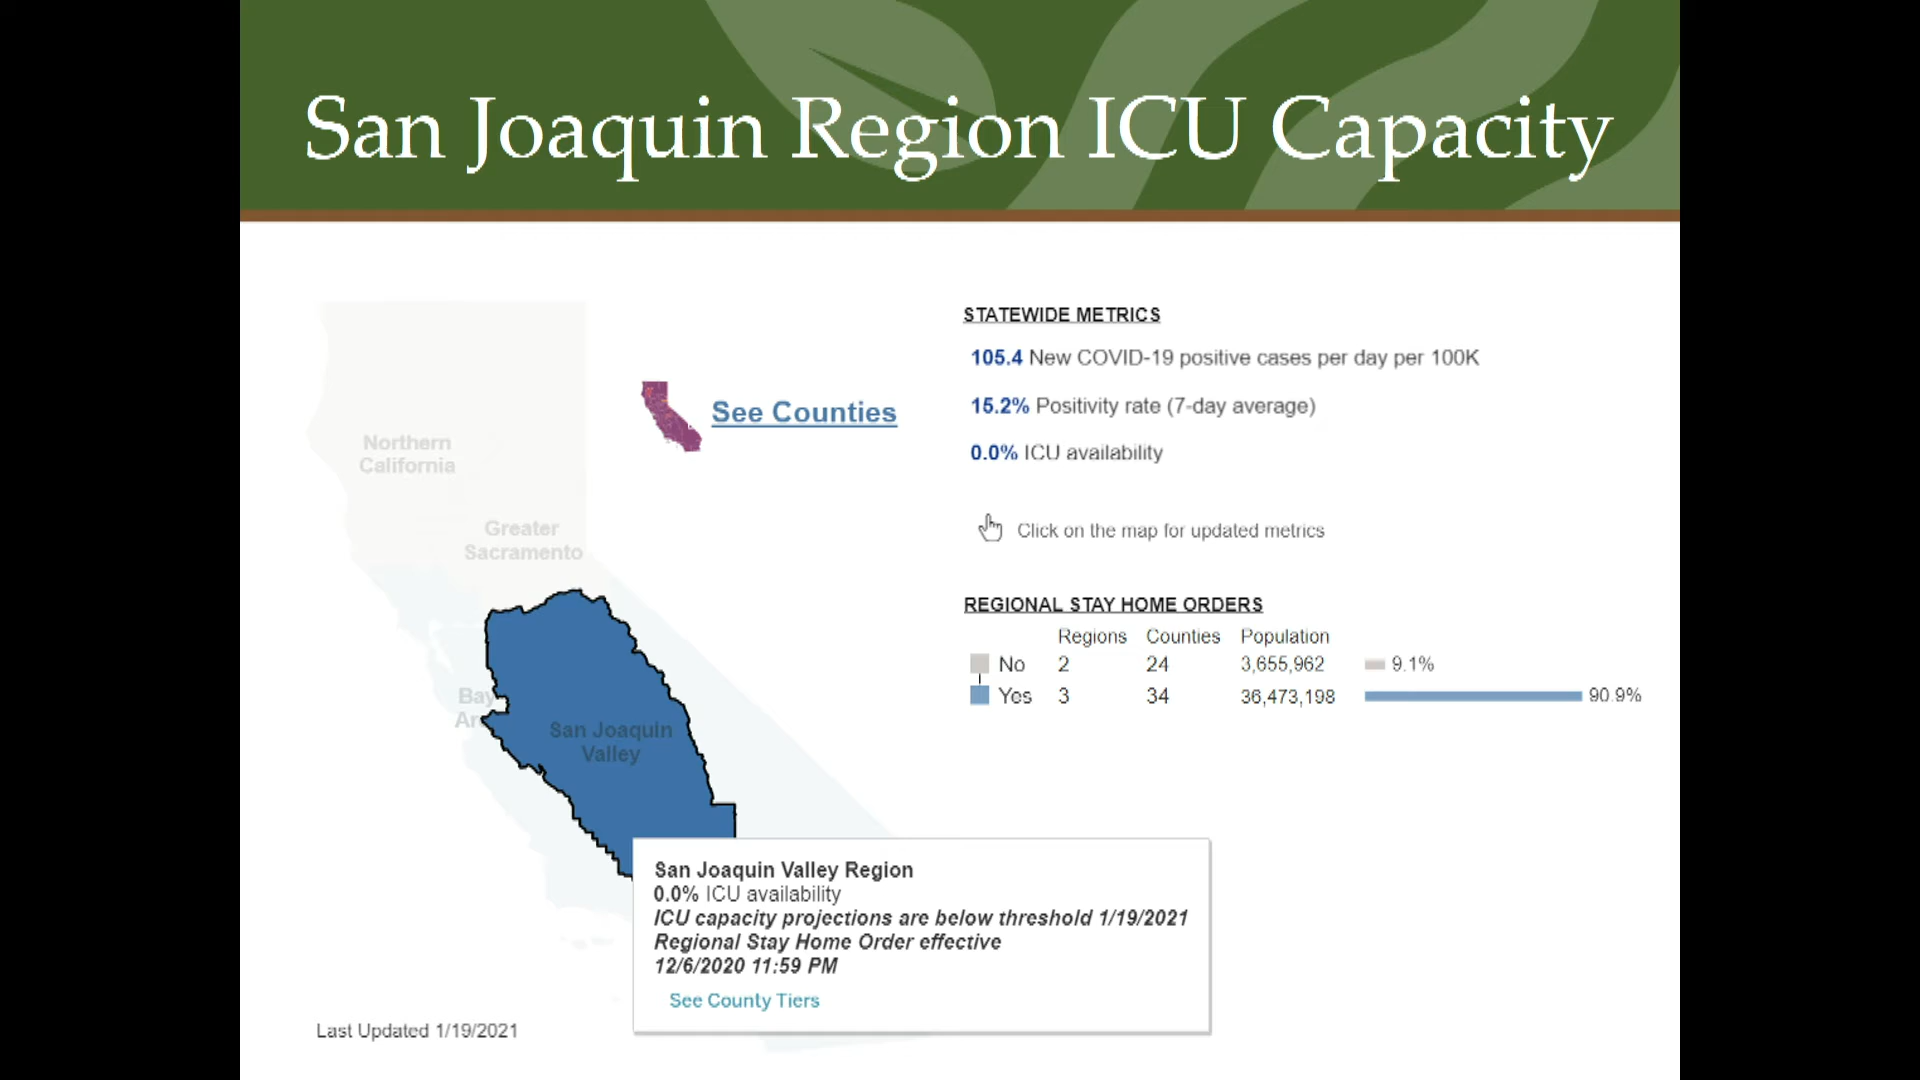 San Joaquin Region ICU Capacity
Northern
California
Greater
Sacramento
Bay
San Joaquin
Valley
See Counties
STATEWIDE METRICS
105.4 New COVID-19 positive cases per day per 100K
15.2% Positivity rate (7-day average)
0.0% ICU availability
Click on the map for updated metrics
REGIONAL STAY HOME ORDERS
Regions Counties Population
No 2 24 3,655,962 9.1%
Yes 3 34 36,473,198 90.9%
San Joaquin Valley Region
0.0% ICU availability
ICU capacity projections are below threshold 1/19/2021
Regional Stay Home Order effective
12/6/2020 11:59 PM
See County Tiers
Last Updated 1/19/2021